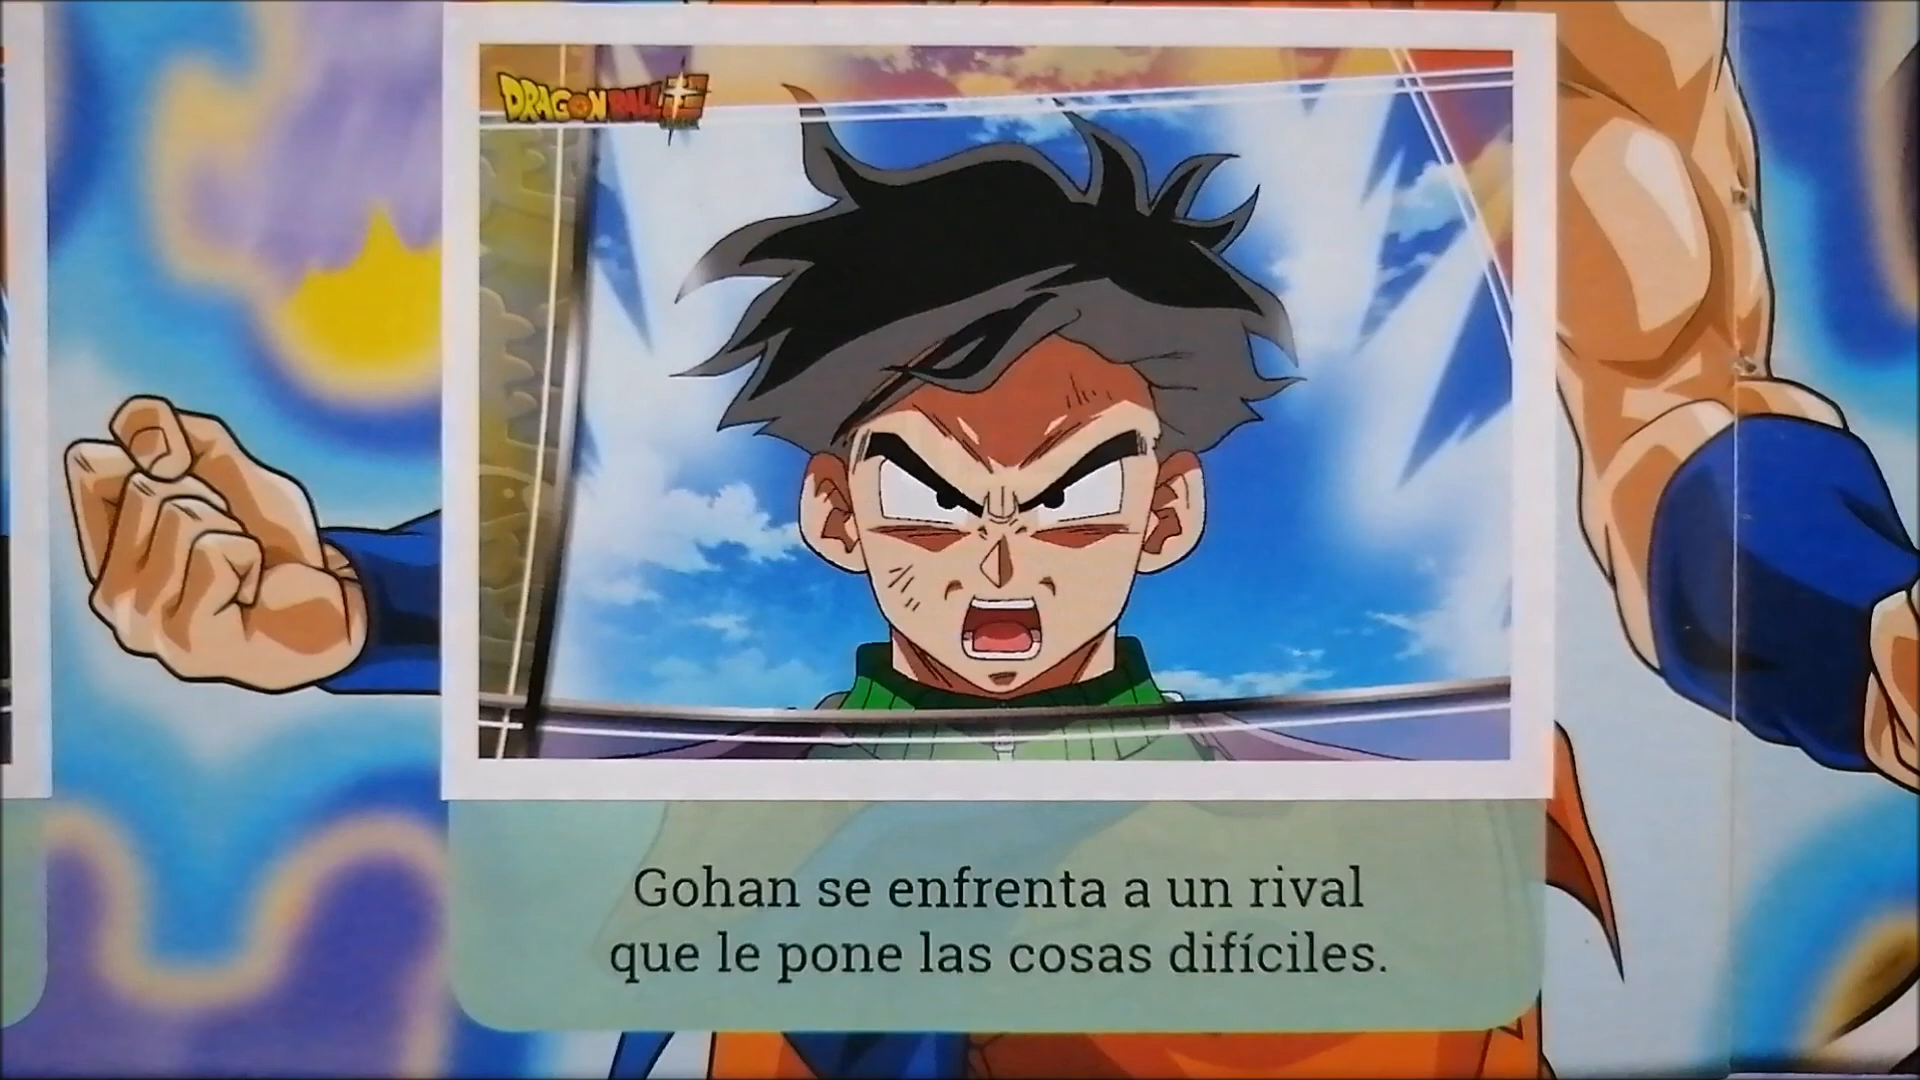 DRAGON BALL
Gohan se enfrenta a un rival
que le pone las cosas difíciles.